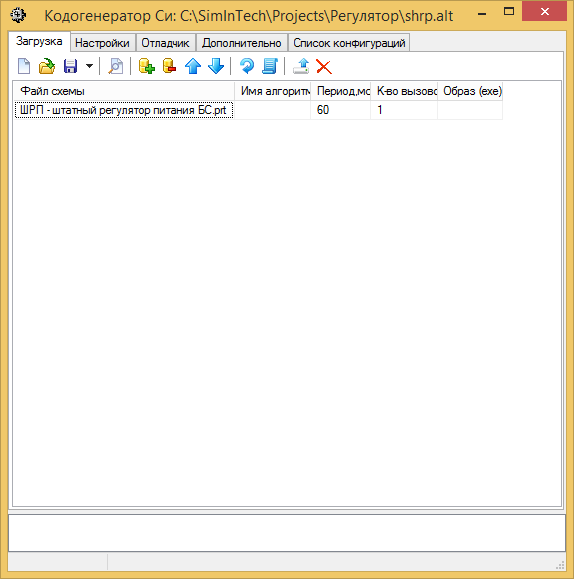 Кодогенератор Си: C:\SimInTech\Projects\Регулятор\shrp.alt
Загрузка Настройки Отладчик Дополнительно Список конфигураций
Файл схемы Имя алгоритм Период,мс К-во вызово Образ (exe)
ШРП - штатный регулятор питания БС.prt 60 1